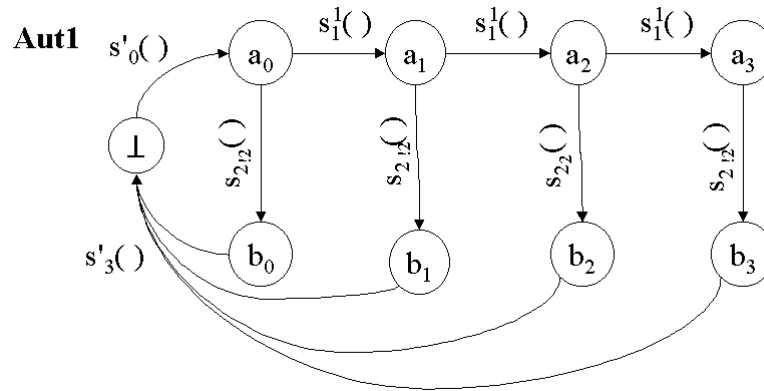 Aut1
s'₀( )
s₁¹( )
s₁¹( )
s₁¹( )
a₀
a₁
a₂
a₃
⊥
s₂!₂( )
s₂!₂( )
s₂₂( )
s₂!₂( )
b₀
b₁
b₂
b₃
s'₃( )